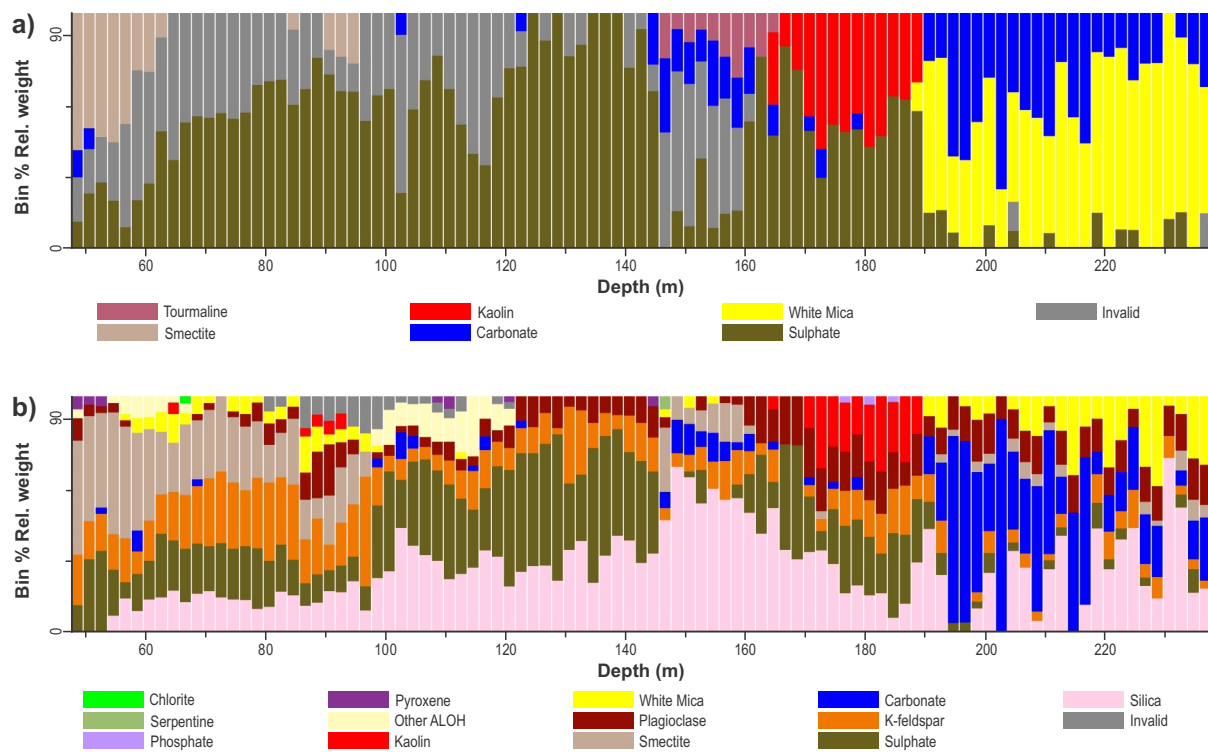 a)
Bin % Rel. weight
90
0
60 80 100 120 140 160 180 200 220
Depth (m)
Tourmaline Kaolin White Mica Invalid
Smectite Carbonate Sulphate
b)
Bin % Rel. weight
90
0
60 80 100 120 140 160 180 200 220
Depth (m)
Chlorite Pyroxene White Mica Carbonate Silica
Serpentine Other ALOH Plagioclase K-feldspar Invalid
Phosphate Kaolin Smectite Sulphate